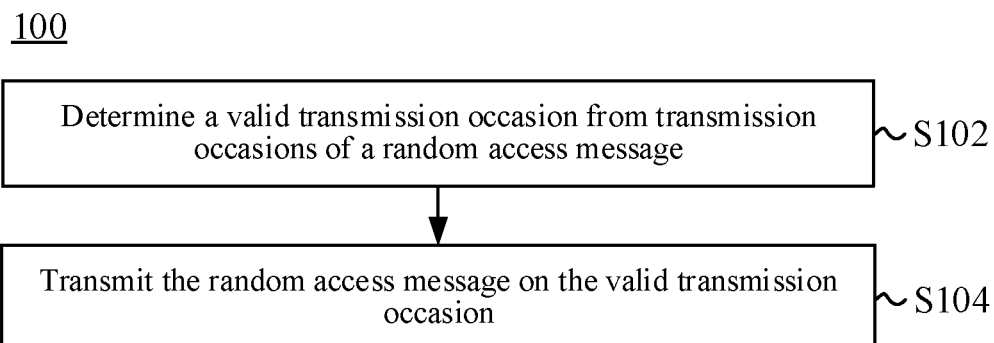 100
Determine a valid transmission occasion from transmission
occasions of a random access message
S102
Transmit the random access message on the valid transmission
occasion
S104